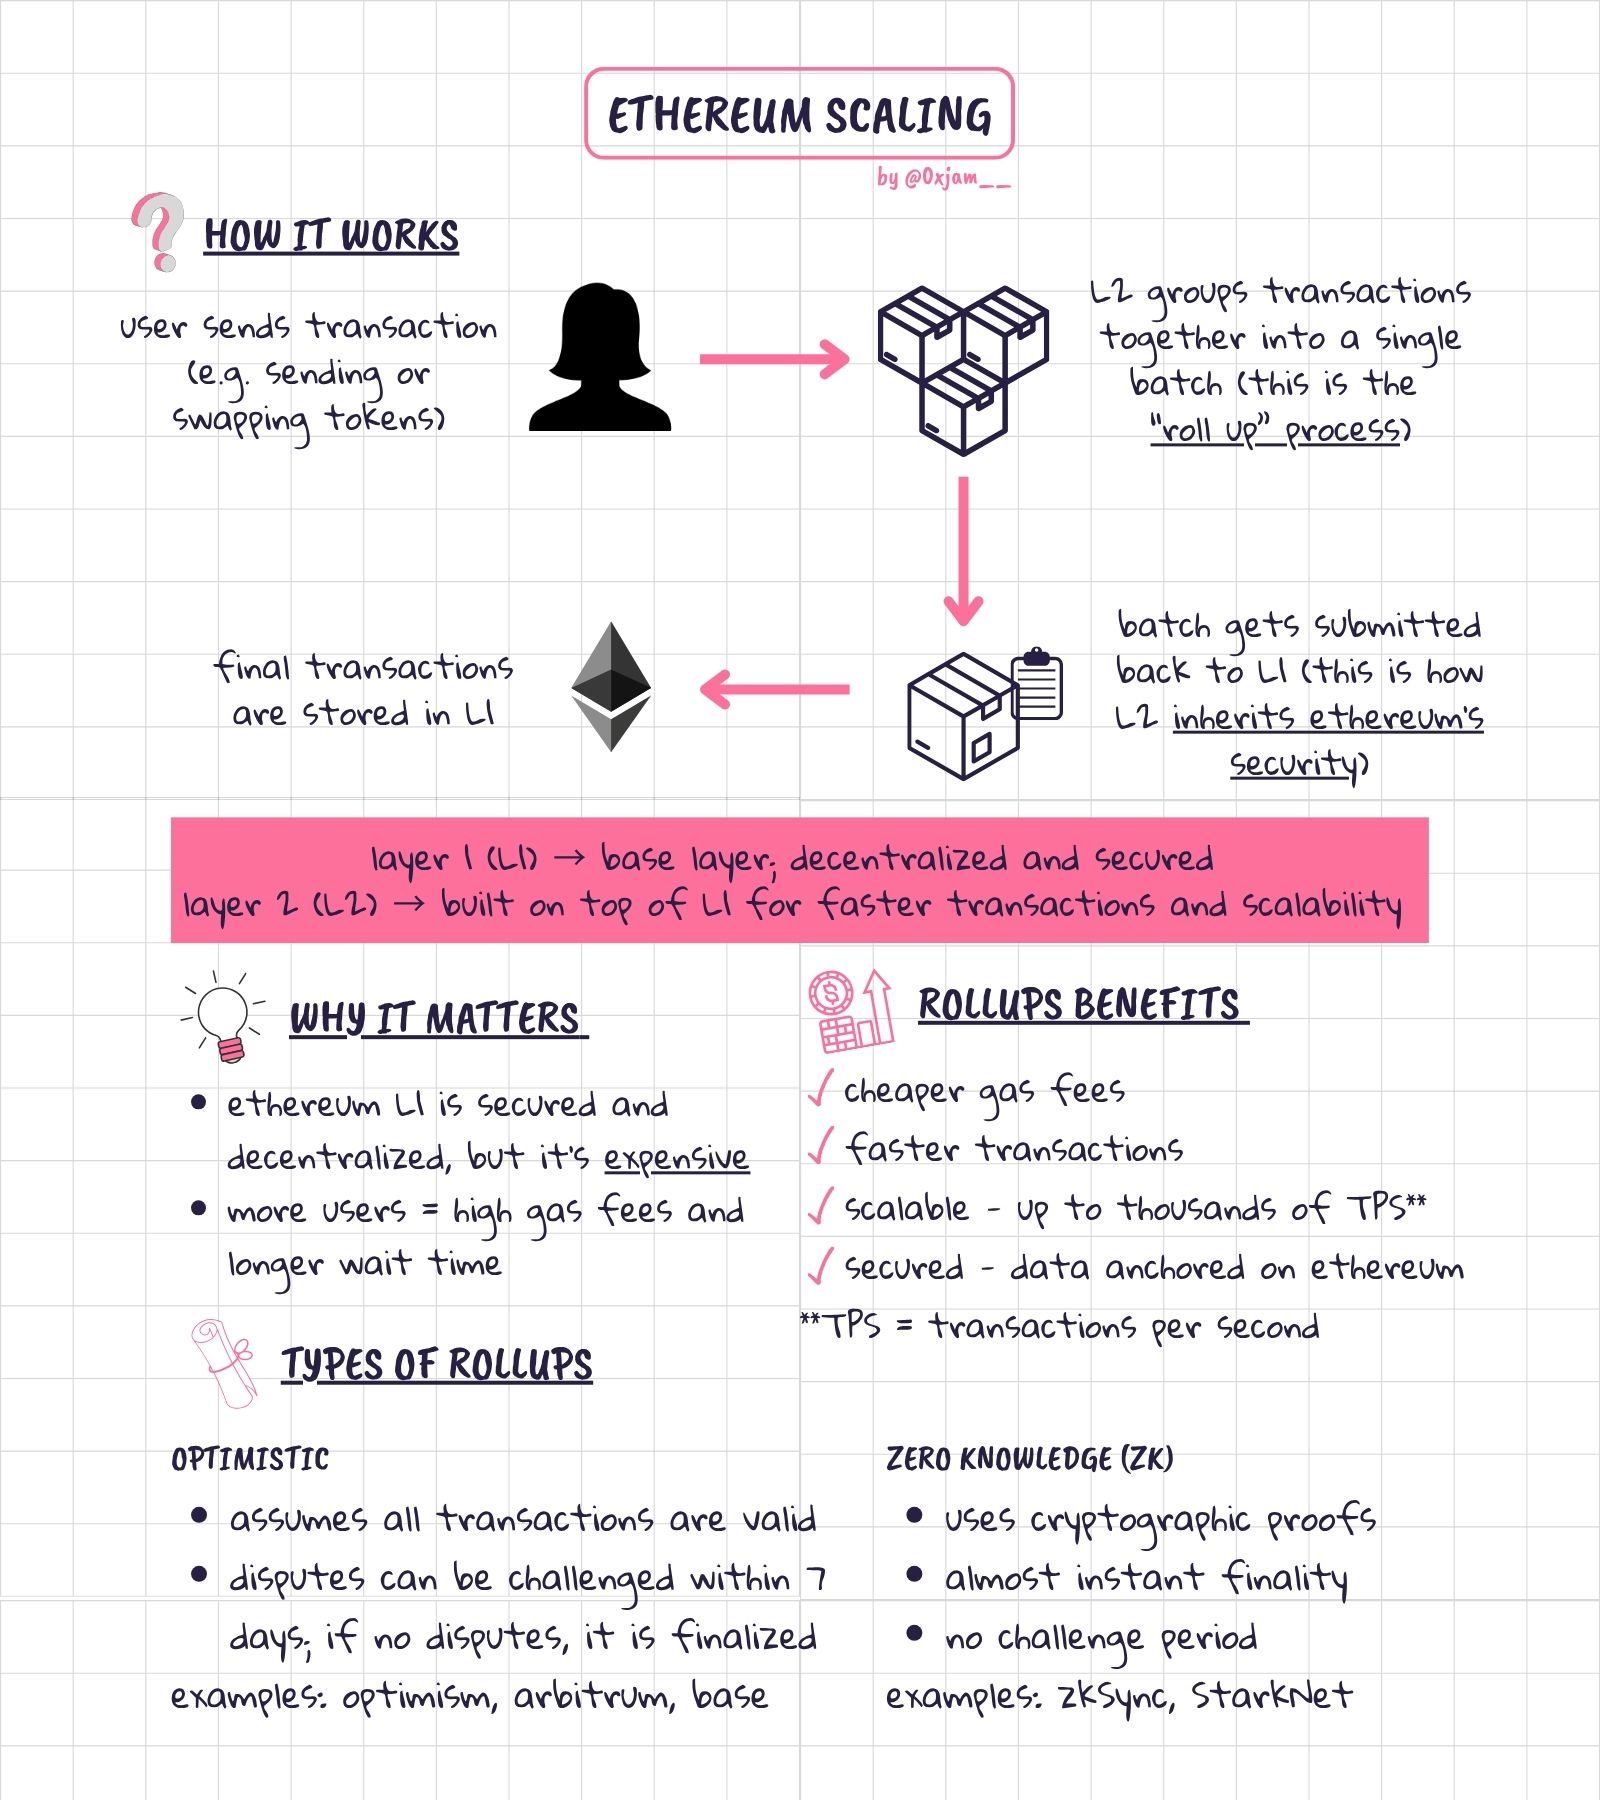 ETHEREUM SCALING
by @0xjam__
HOW IT WORKS
user sends transaction
(e.g. sending or
swapping tokens)
L2 groups transactions
together into a single
batch (this is the
"roll up" process)
batch gets submitted
back to L1 (this is how
L2 inherits ethereum's
security)
final transactions
are stored in L1
layer 1 (L1) → base layer; decentralized and secured
layer 2 (L2) → built on top of L1 for faster transactions and scalability
WHY IT MATTERS
• ethereum L1 is secured and
decentralized, but it's expensive
• more users = high gas fees and
longer wait time
$
ROLLUPS BENEFITS
✓ cheaper gas fees
✓ faster transactions
✓ scalable - up to thousands of TPS**
✓ secured - data anchored on ethereum
**TPS = transactions per second
TYPES OF ROLLUPS
OPTIMISTIC
• assumes all transactions are valid
• disputes can be challenged within 7
days; if no disputes, it is finalized
examples: optimism, arbitrum, base
ZERO KNOWLEDGE (ZK)
• uses cryptographic proofs
• almost instant finality
• no challenge period
examples: zkSync, StarkNet